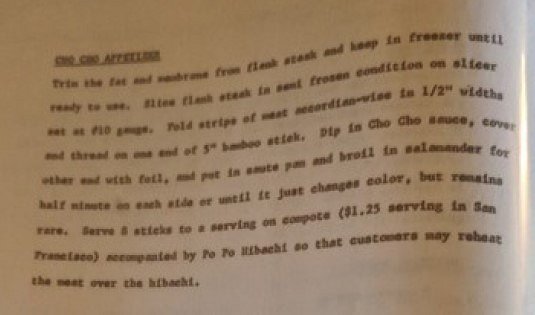 CHO CHO APPETIZER
Trim the fat and membrane from flank steak and keep in freezer until
ready to use. Slice flank steak in semi frozen condition on slicer
set at #10 gauge. Fold strips of meat accordian-wise in 1/2" widths
and thread on one end of 5" bamboo stick. Dip in Cho Cho sauce, cover
other end with foil, and put in saute pan and broil in salamander for
half minute on each side or until it just changes color, but remains
rare. Serve 8 sticks to a serving on compote ($1.25 serving in San
Francisco) accompanied by Po Po Hibachi so that customers may reheat
the meat over the hibachi.